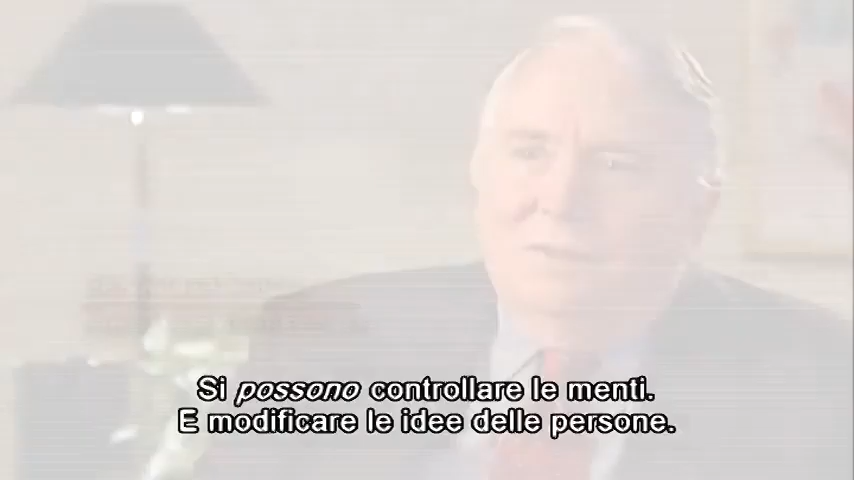 Si possono controllare le menti.
E modificare le idee delle persone.